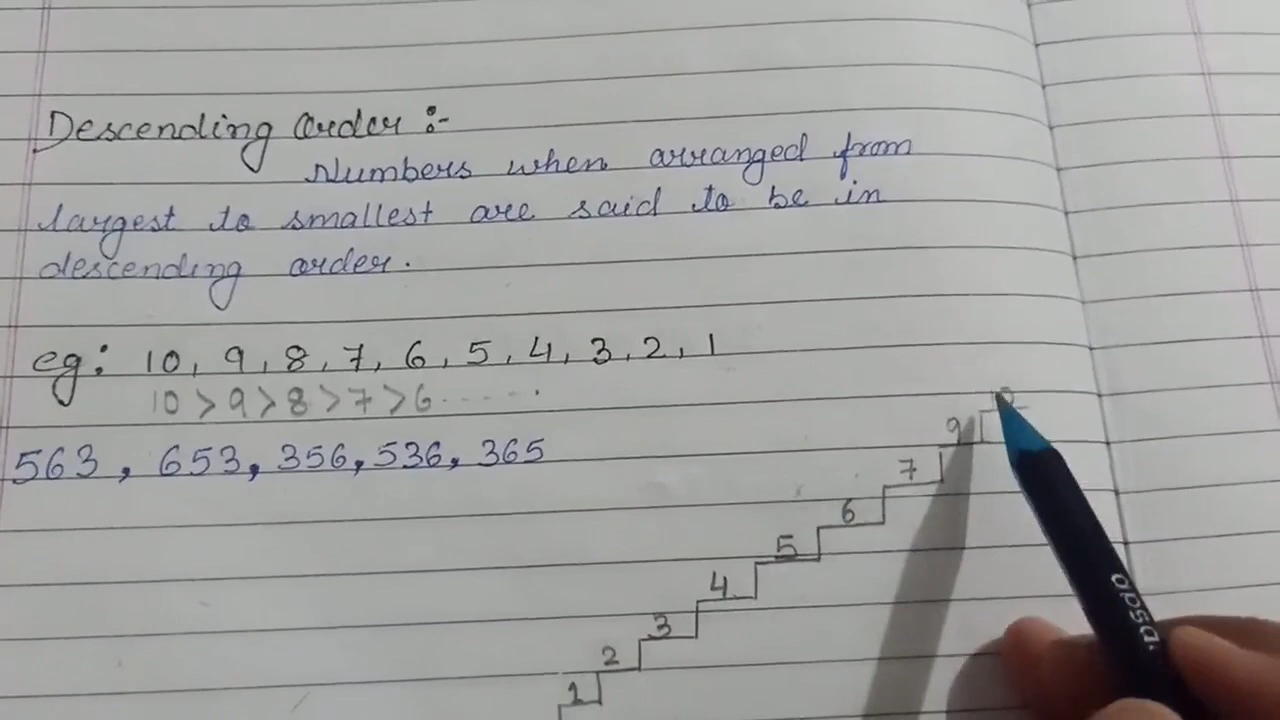 Descending Order :-
Numbers when arranged from
largest to smallest are said to be in
descending order.
eg: 10, 9, 8, 7, 6, 5, 4, 3, 2, 1
10 > 9 > 8 > 7 > 6 ......
563, 653, 356, 536, 365
9
7
6
5
4
3
2
1
apsa